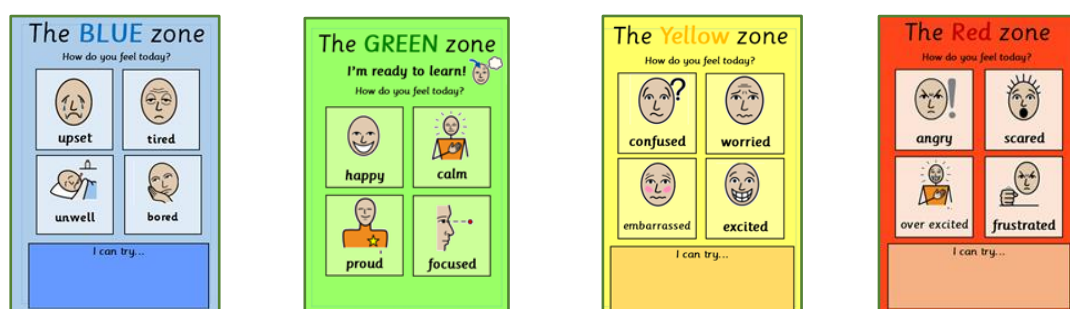 The BLUE zone
How do you feel today?
upset
tired
unwell
bored
I can try...
The GREEN zone
I'm ready to learn!
How do you feel today?
happy
calm
proud
focused
The Yellow zone
How do you feel today?
?
confused
worried
embarrassed
excited
I can try...
The Red zone
How do you feel today?
!
angry
scared
over excited
frustrated
I can try...